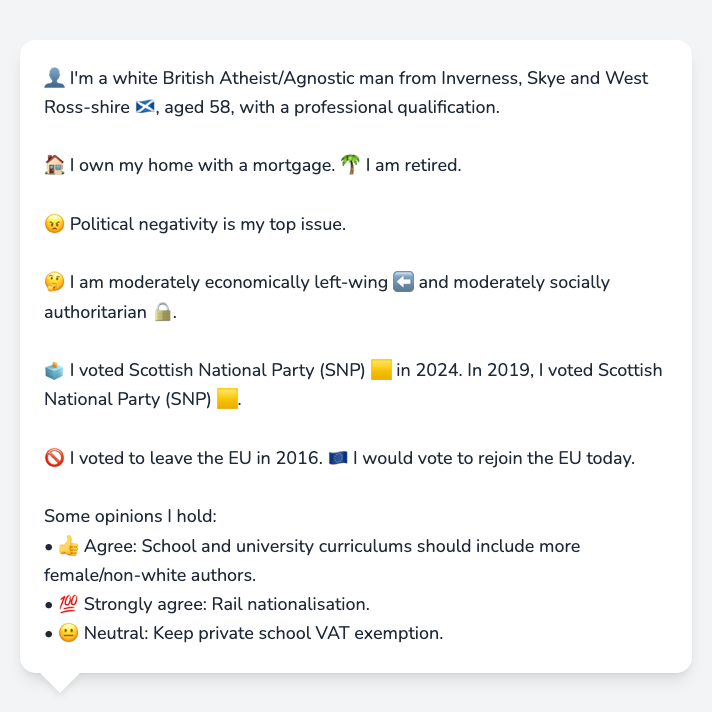 👤 I'm a white British Atheist/Agnostic man from Inverness, Skye and West
Ross-shire 🏴󠁧󠁢󠁳󠁣󠁴󠁿, aged 58, with a professional qualification.
🏠 I own my home with a mortgage. 🌴 I am retired.
😠 Political negativity is my top issue.
🤔 I am moderately economically left-wing ⬅️ and moderately socially
authoritarian 🔒.
🗳️ I voted Scottish National Party (SNP) 🟨 in 2024. In 2019, I voted Scottish
National Party (SNP) 🟨.
🚫 I voted to leave the EU in 2016. 🇪🇺 I would vote to rejoin the EU today.
Some opinions I hold:
• 👍 Agree: School and university curriculums should include more
female/non-white authors.
• 💯 Strongly agree: Rail nationalisation.
• 😐 Neutral: Keep private school VAT exemption.